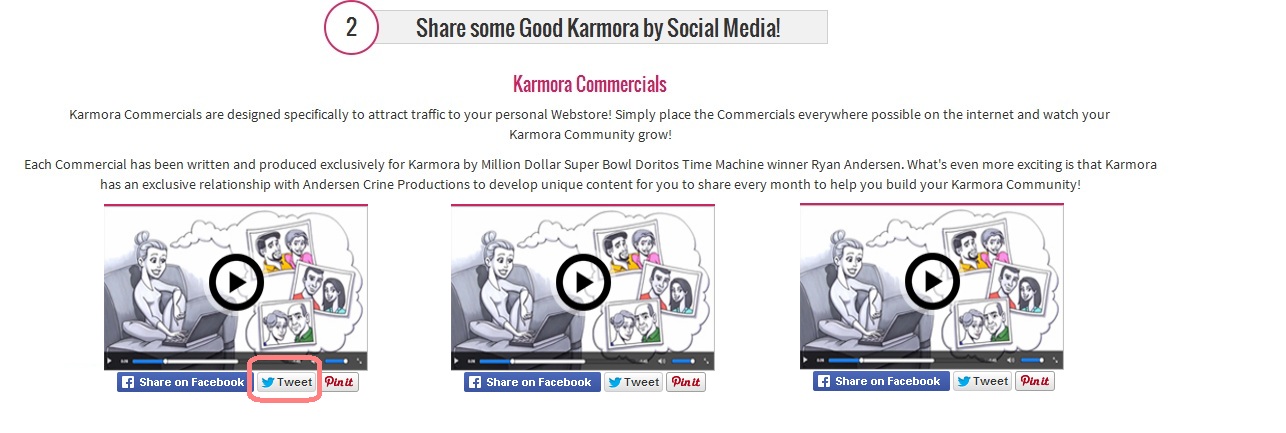 2
Share some Good Karmora by Social Media!
Karmora Commercials
Karmora Commercials are designed specifically to attract traffic to your personal Webstore! Simply place the Commercials everywhere possible on the internet and watch your
Karmora Community grow!
Each Commercial has been written and produced exclusively for Karmora by Million Dollar Super Bowl Doritos Time Machine winner Ryan Andersen. What's even more exciting is that Karmora
has an exclusive relationship with Andersen Crine Productions to develop unique content for you to share every month to help you build your Karmora Community!
Share on Facebook Tweet Pin it
Share on Facebook Tweet Pin it
Share on Facebook Tweet Pin it